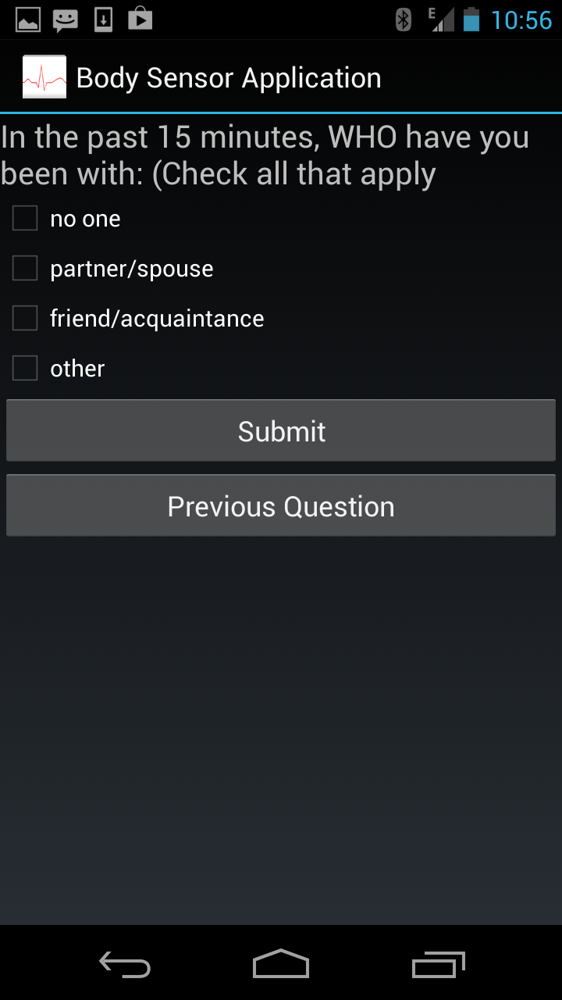 E 10:56
Body Sensor Application
In the past 15 minutes, WHO have you
been with: (Check all that apply
no one
partner/spouse
friend/acquaintance
other
Submit
Previous Question